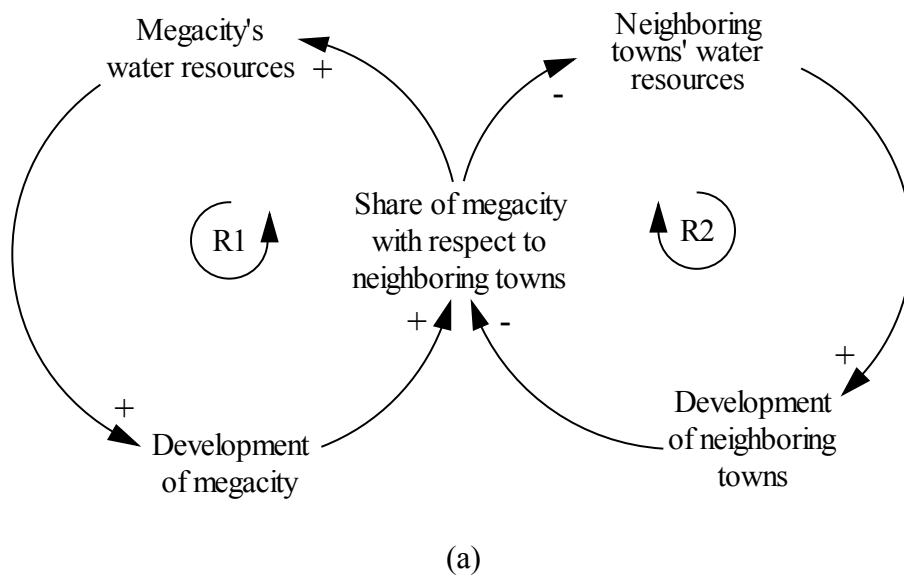 Megacity's
water resources
+
Neighboring
towns' water
resources
-
R1
Share of megacity
with respect to
neighboring towns
R2
+
-
+
Development
of megacity
+
Development
of neighboring
towns
(a)